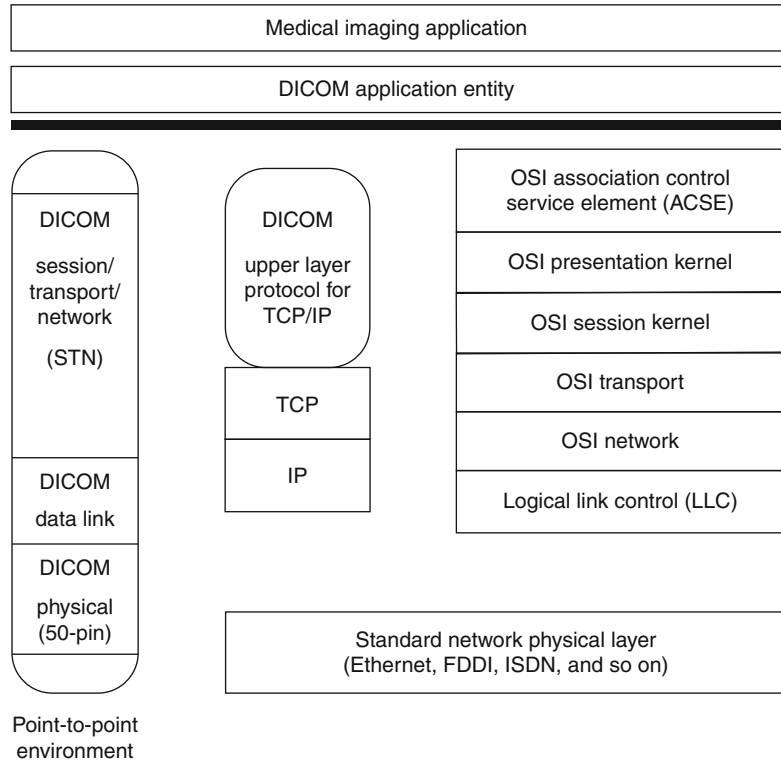 Medical imaging application
DICOM application entity
DICOM
session/
transport/
network
(STN)
DICOM
data link
DICOM
physical
(50-pin)
Point-to-point
environment
DICOM
upper layer
protocol for
TCP/IP
TCP
IP
OSI association control
service element (ACSE)
OSI presentation kernel
OSI session kernel
OSI transport
OSI network
Logical link control (LLC)
Standard network physical layer
(Ethernet, FDDI, ISDN, and so on)